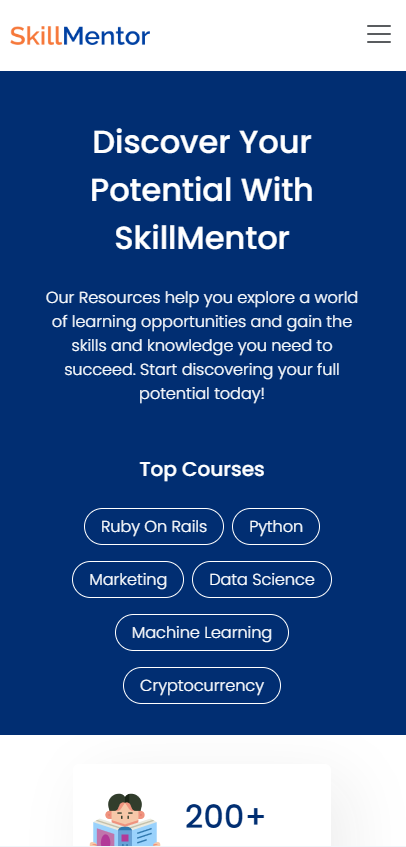 SkillMentor
Discover Your
Potential With
SkillMentor
Our Resources help you explore a world
of learning opportunities and gain the
skills and knowledge you need to
succeed. Start discovering your full
potential today!
Top Courses
Ruby On Rails
Python
Marketing
Data Science
Machine Learning
Cryptocurrency
200+